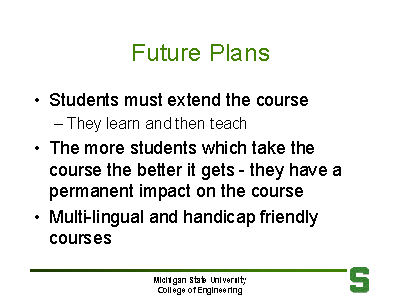 Future Plans
• Students must extend the course
– They learn and then teach
• The more students which take the
course the better it gets - they have a
permanent impact on the course
• Multi-lingual and handicap friendly
courses
Michigan State University
College of Engineering
S